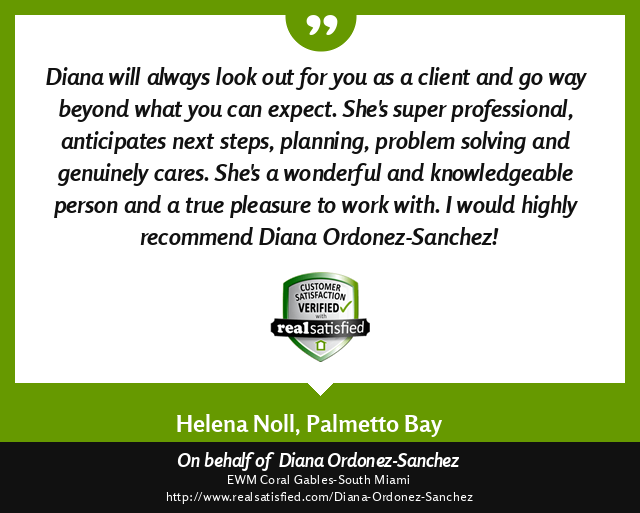 ”
Diana will always look out for you as a client and go way
beyond what you can expect. She's super professional,
anticipates next steps, planning, problem solving and
genuinely cares. She's a wonderful and knowledgeable
person and a true pleasure to work with. I would highly
recommend Diana Ordonez-Sanchez!
CUSTOMER
SATISFACTION
VERIFIED
with
realsatisfied
Helena Noll, Palmetto Bay
On behalf of Diana Ordonez-Sanchez
EWM Coral Gables-South Miami
http://www.realsatisfied.com/Diana-Ordonez-Sanchez